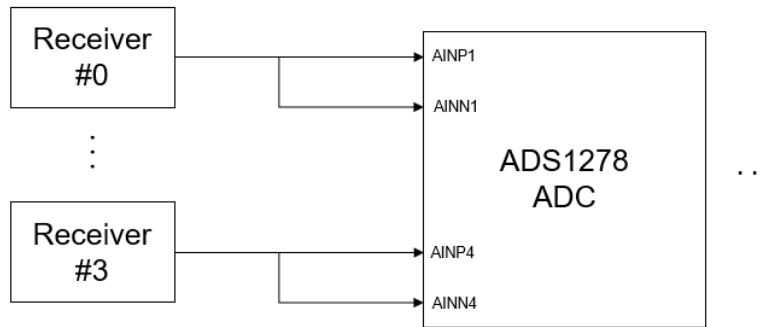 Receiver
#0
AINP1
AINN1
ADS1278
ADC
Receiver
#3
AINP4
AINN4